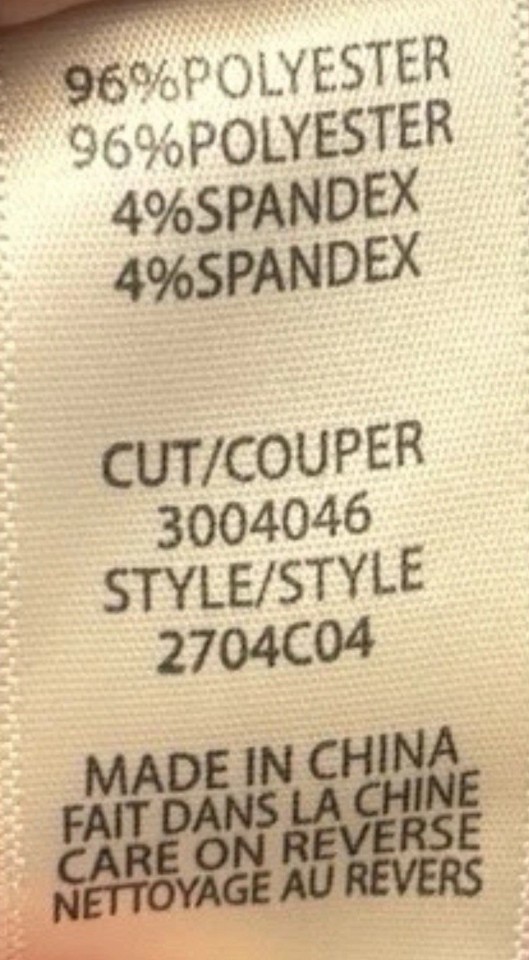 96%POLYESTER
96%POLYESTER
4%SPANDEX
4%SPANDEX
CUT/COUPER
3004046
STYLE/STYLE
2704C04
MADE IN CHINA
FAIT DANS LA CHINE
CARE ON REVERSE
NETTOYAGE AU REVERS